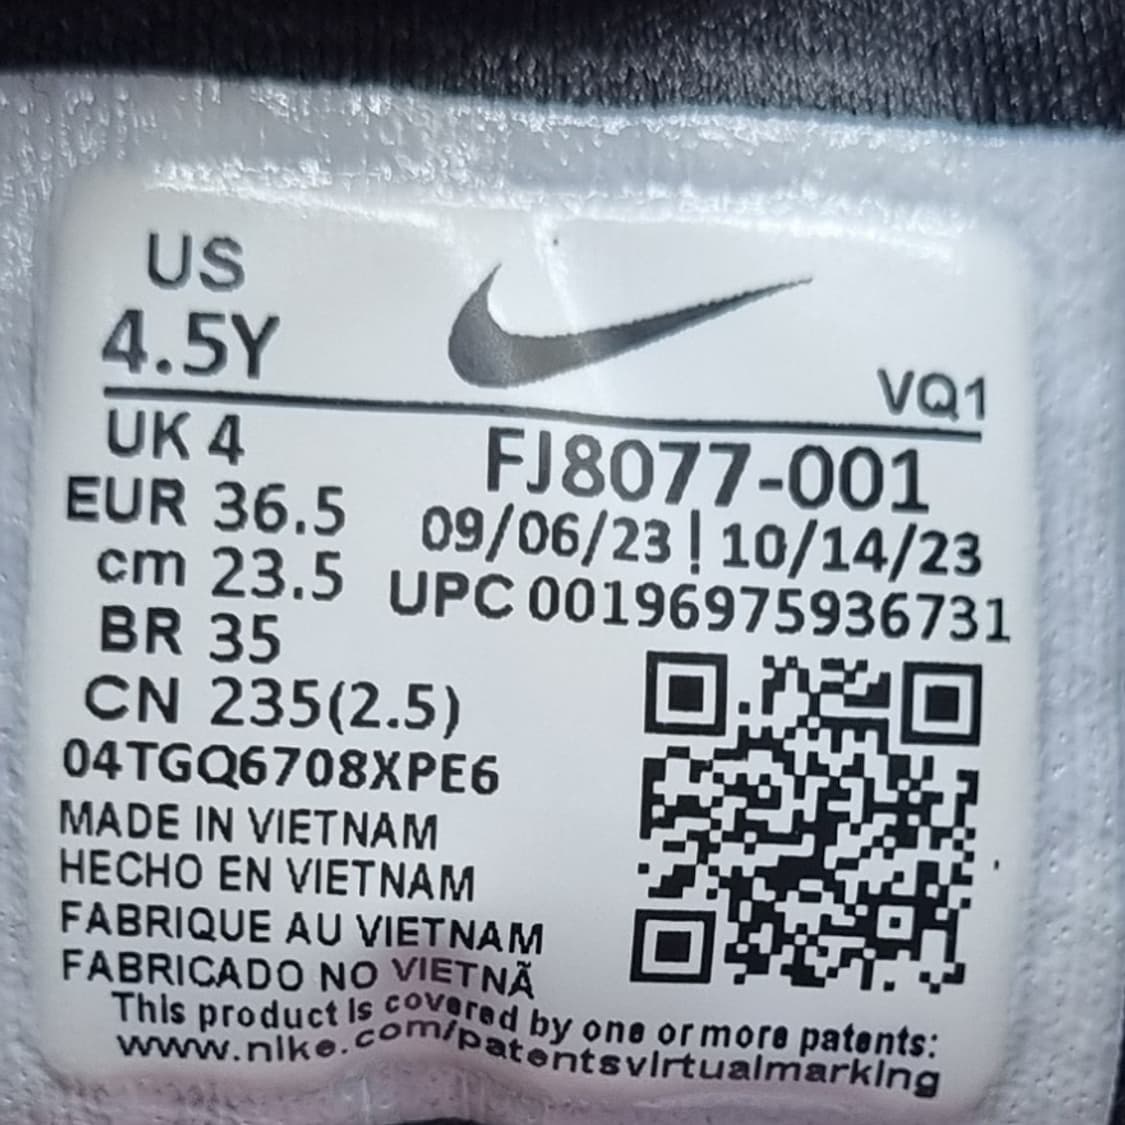 US
4.5Y
VQ1
UK 4
FJ8077-001
EUR 36.5
09/06/23 | 10/14/23
cm 23.5
UPC 00196975936731
BR 35
CN 235(2.5)
04TGQ6708XPE6
MADE IN VIETNAM
HECHO EN VIETNAM
FABRIQUE AU VIETNAM
FABRICADO NO VIETNÃ
This product is covered by one or more patents:
www.nike.com/patentsvirtualmarking